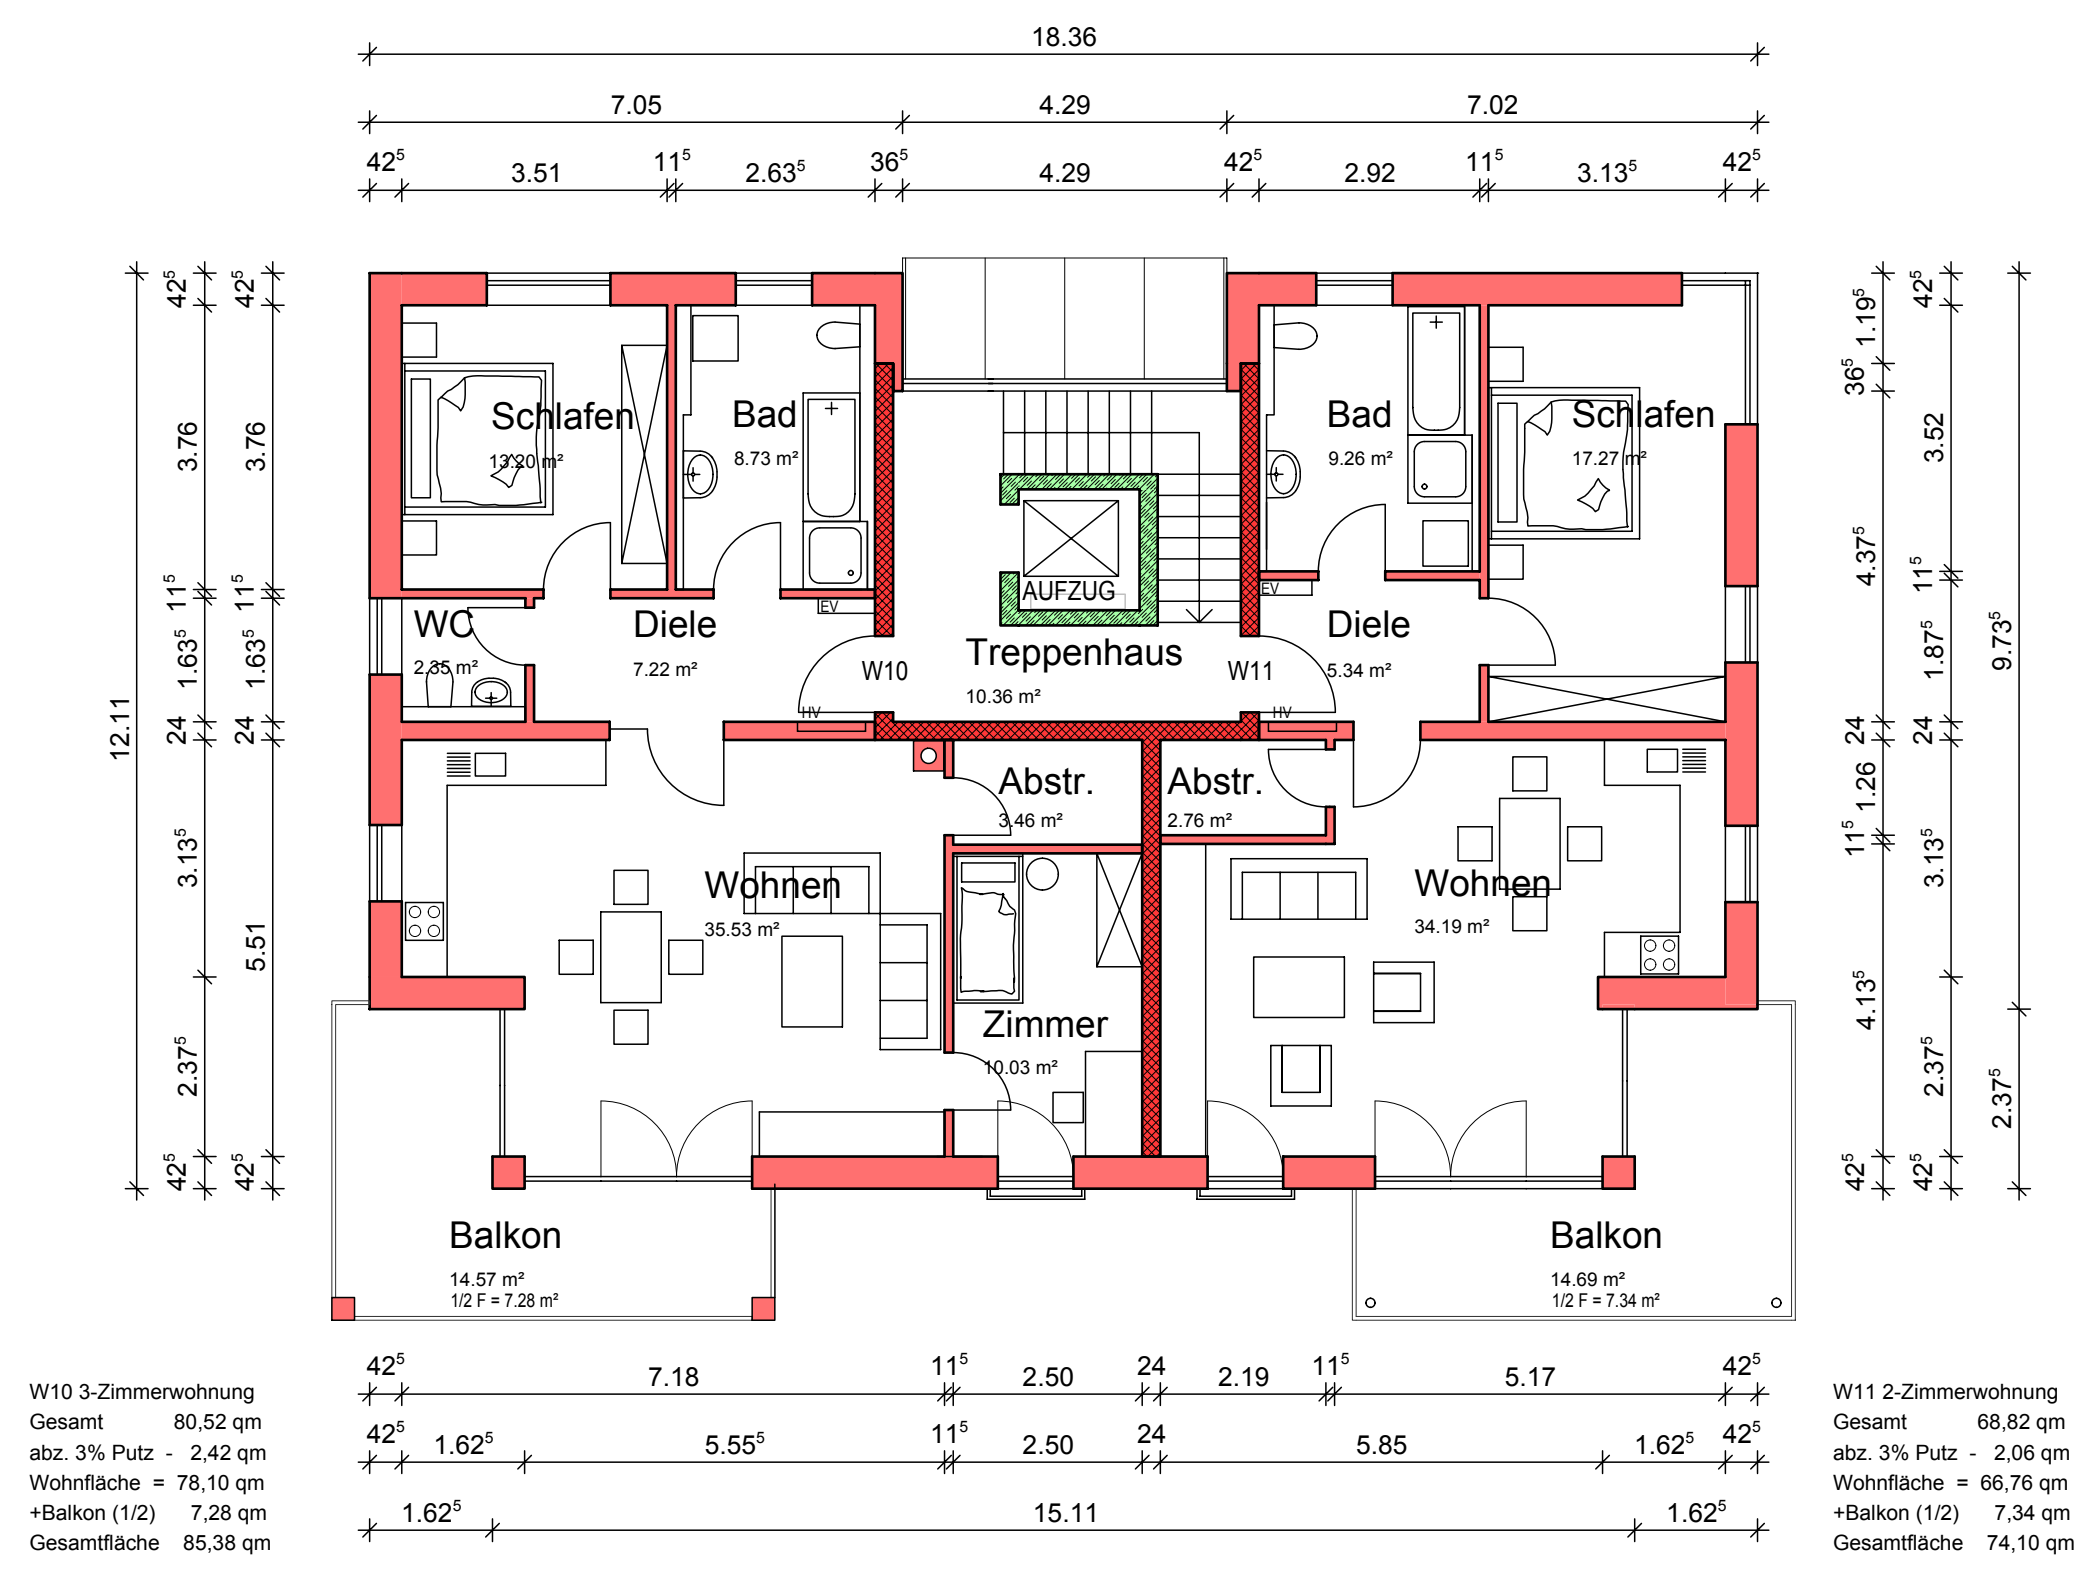 18.36
7.05 4.29 7.02
42⁵ 3.51 11⁵ 2.63⁵ 36⁵ 4.29 42⁵ 2.92 11⁵ 3.13⁵ 42⁵
12.11
42⁵ 3.76 11⁵ 1.63⁵ 24 3.13⁵ 2.37⁵ 42⁵
42⁵ 3.76 11⁵ 1.63⁵ 24 5.51 42⁵
Schlafen
13.20 m²
Bad
8.73 m²
Bad
9.26 m²
Schlafen
17.27 m²
AUFZUG
EV
EV
WC
2.35 m²
Diele
7.22 m²
W10
Treppenhaus
10.36 m²
W11
Diele
5.34 m²
HV
HV
Abstr.
3.46 m²
Abstr.
2.76 m²
Wohnen
35.53 m²
Wohnen
34.19 m²
Zimmer
10.03 m²
Balkon
14.57 m²
1/2 F = 7.28 m²
Balkon
14.69 m²
1/2 F = 7.34 m²
1.19⁵ 36⁵ 4.37⁵ 24 1.26 11⁵ 4.13⁵ 42⁵
42⁵ 3.52 11⁵ 1.87⁵ 24 3.13⁵ 2.37⁵ 42⁵
9.73⁵ 2.37⁵
42⁵ 7.18 11⁵ 2.50 24 2.19 11⁵ 5.17 42⁵
42⁵ 1.62⁵ 5.55⁵ 11⁵ 2.50 24 5.85 1.62⁵ 42⁵
1.62⁵ 15.11 1.62⁵
W10 3-Zimmerwohnung
Gesamt 80,52 qm
abz. 3% Putz - 2,42 qm
Wohnfläche = 78,10 qm
+Balkon (1/2) 7,28 qm
Gesamtfläche 85,38 qm
W11 2-Zimmerwohnung
Gesamt 68,82 qm
abz. 3% Putz - 2,06 qm
Wohnfläche = 66,76 qm
+Balkon (1/2) 7,34 qm
Gesamtfläche 74,10 qm